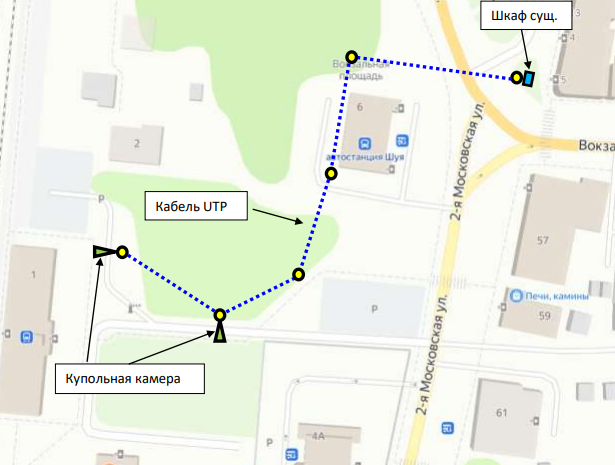 Шкаф сущ.
3
5
Вокзальная
площадь
6
автостанция Шуя
2
2-я Московская ул.
Вокза
P
Кабель UTP
57
1
P
Печи, камины
59
2-я Московская ул.
Купольная камера
61
P
4А